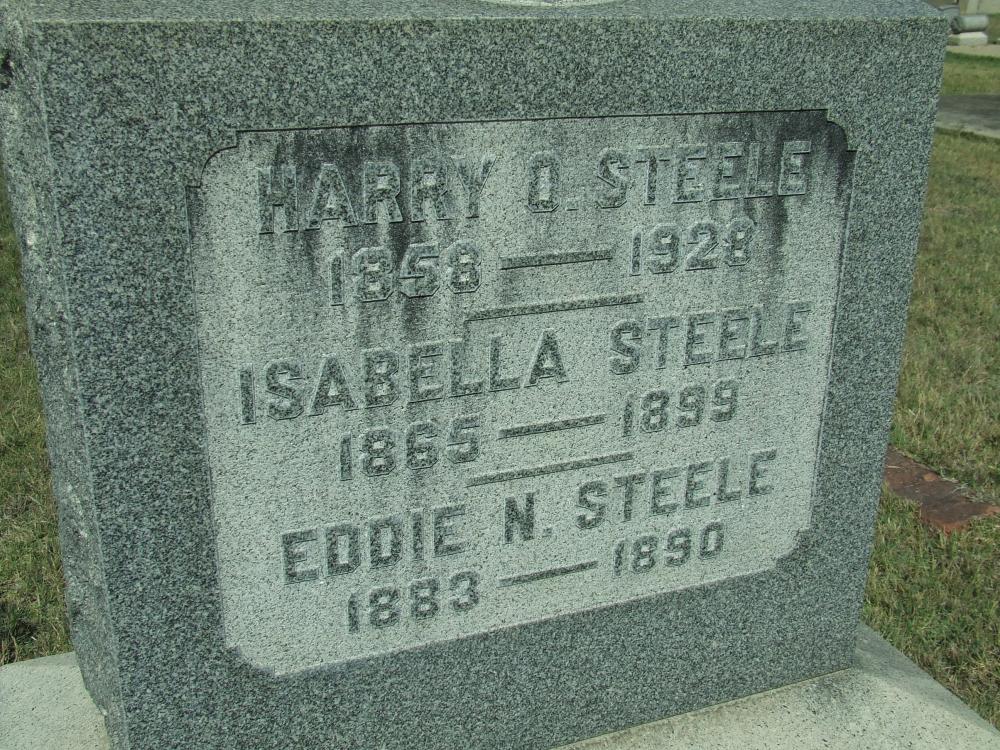 HARRY O. STEELE
1858 — 1928
ISABELLA STEELE
1865 — 1899
EDDIE N. STEELE
1883 — 1890